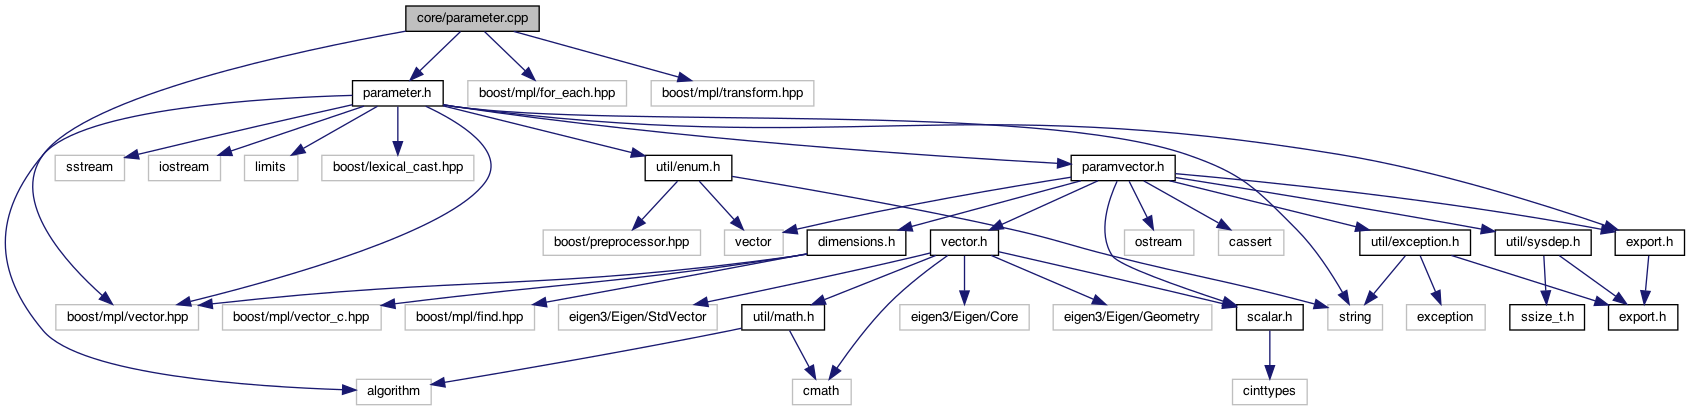 core/parameter.cpp
parameter.h
boost/mpl/for_each.hpp
boost/mpl/transform.hpp
sstream
iostream
limits
boost/lexical_cast.hpp
util/enum.h
paramvector.h
boost/preprocessor.hpp
vector
dimensions.h
vector.h
ostream
cassert
util/exception.h
util/sysdep.h
export.h
boost/mpl/vector.hpp
boost/mpl/vector_c.hpp
boost/mpl/find.hpp
eigen3/Eigen/StdVector
util/math.h
eigen3/Eigen/Core
eigen3/Eigen/Geometry
scalar.h
string
exception
ssize_t.h
export.h
algorithm
cmath
cinttypes